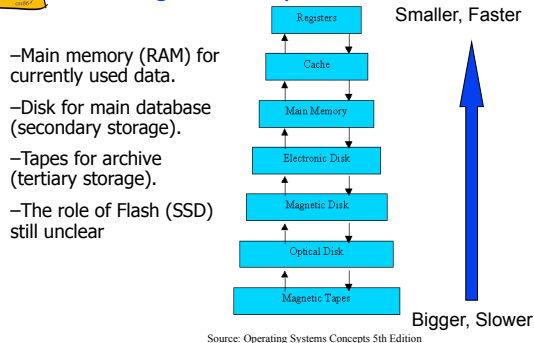 Smaller, Faster
–Main memory (RAM) for
currently used data.
–Disk for main database
(secondary storage).
–Tapes for archive
(tertiary storage).
–The role of Flash (SSD)
still unclear
Registers
Cache
Main Memory
Electronic Disk
Magnetic Disk
Optical Disk
Magnetic Tapes
Bigger, Slower
Source: Operating Systems Concepts 5th Edition